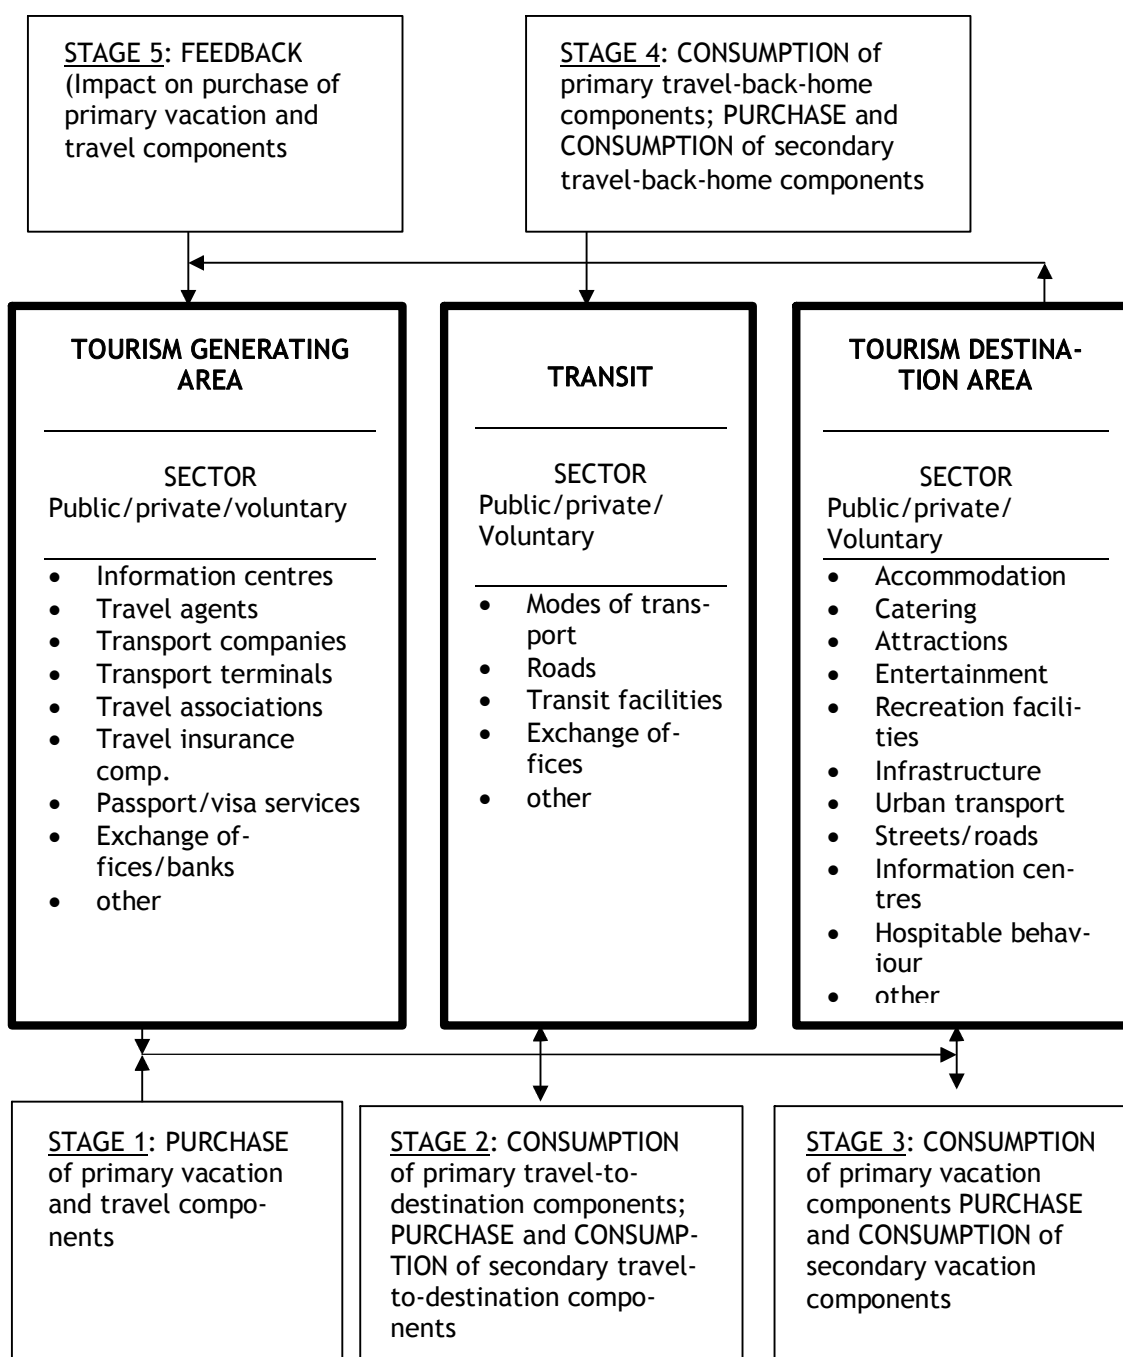 STAGE 5: FEEDBACK
(Impact on purchase of
primary vacation and
travel components
STAGE 4: CONSUMPTION of
primary travel-back-home
components; PURCHASE and
CONSUMPTION of secondary
travel-back-home components
TOURISM GENERATING
AREA
SECTOR
Public/private/voluntary
• Information centres
• Travel agents
• Transport companies
• Transport terminals
• Travel associations
• Travel insurance
comp.
• Passport/visa services
• Exchange of-
fices/banks
• other
TRANSIT
SECTOR
Public/private/
Voluntary
• Modes of trans-
port
• Roads
• Transit facilities
• Exchange of-
fices
• other
TOURISM DESTINA-
TION AREA
SECTOR
Public/private/
Voluntary
• Accommodation
• Catering
• Attractions
• Entertainment
• Recreation facili-
ties
• Infrastructure
• Urban transport
• Streets/roads
• Information cen-
tres
• Hospitable behav-
iour
• other
STAGE 1: PURCHASE
of primary vacation
and travel compo-
nents
STAGE 2: CONSUMPTION
of primary travel-to-
destination components;
PURCHASE and CONSUMP-
TION of secondary travel-
to-destination compo-
nents
STAGE 3: CONSUMPTION
of primary vacation
components PURCHASE
and CONSUMPTION of
secondary vacation
components